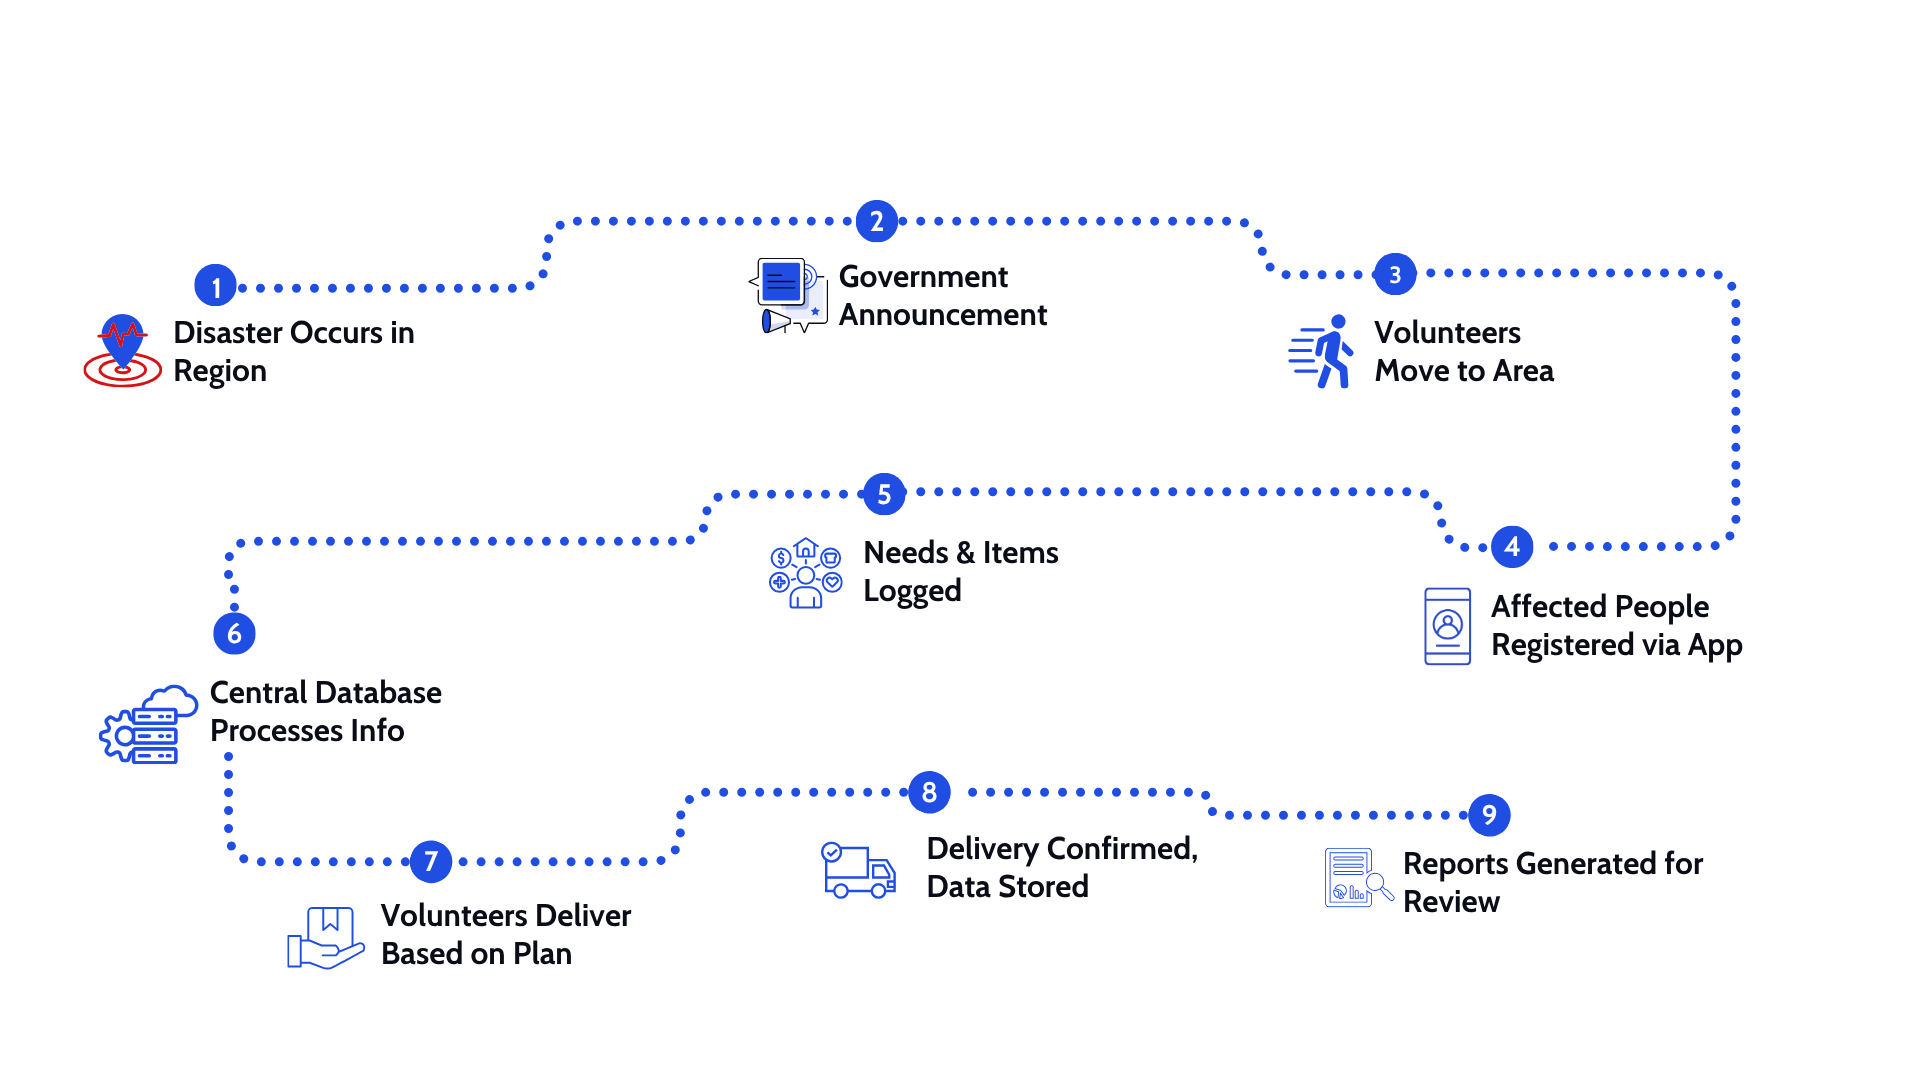 1
Disaster Occurs in
Region
2
Government
Announcement
3
Volunteers
Move to Area
4
Affected People
Registered via App
5
Needs & Items
Logged
6
Central Database
Processes Info
7
Volunteers Deliver
Based on Plan
8
Delivery Confirmed,
Data Stored
9
Reports Generated for
Review